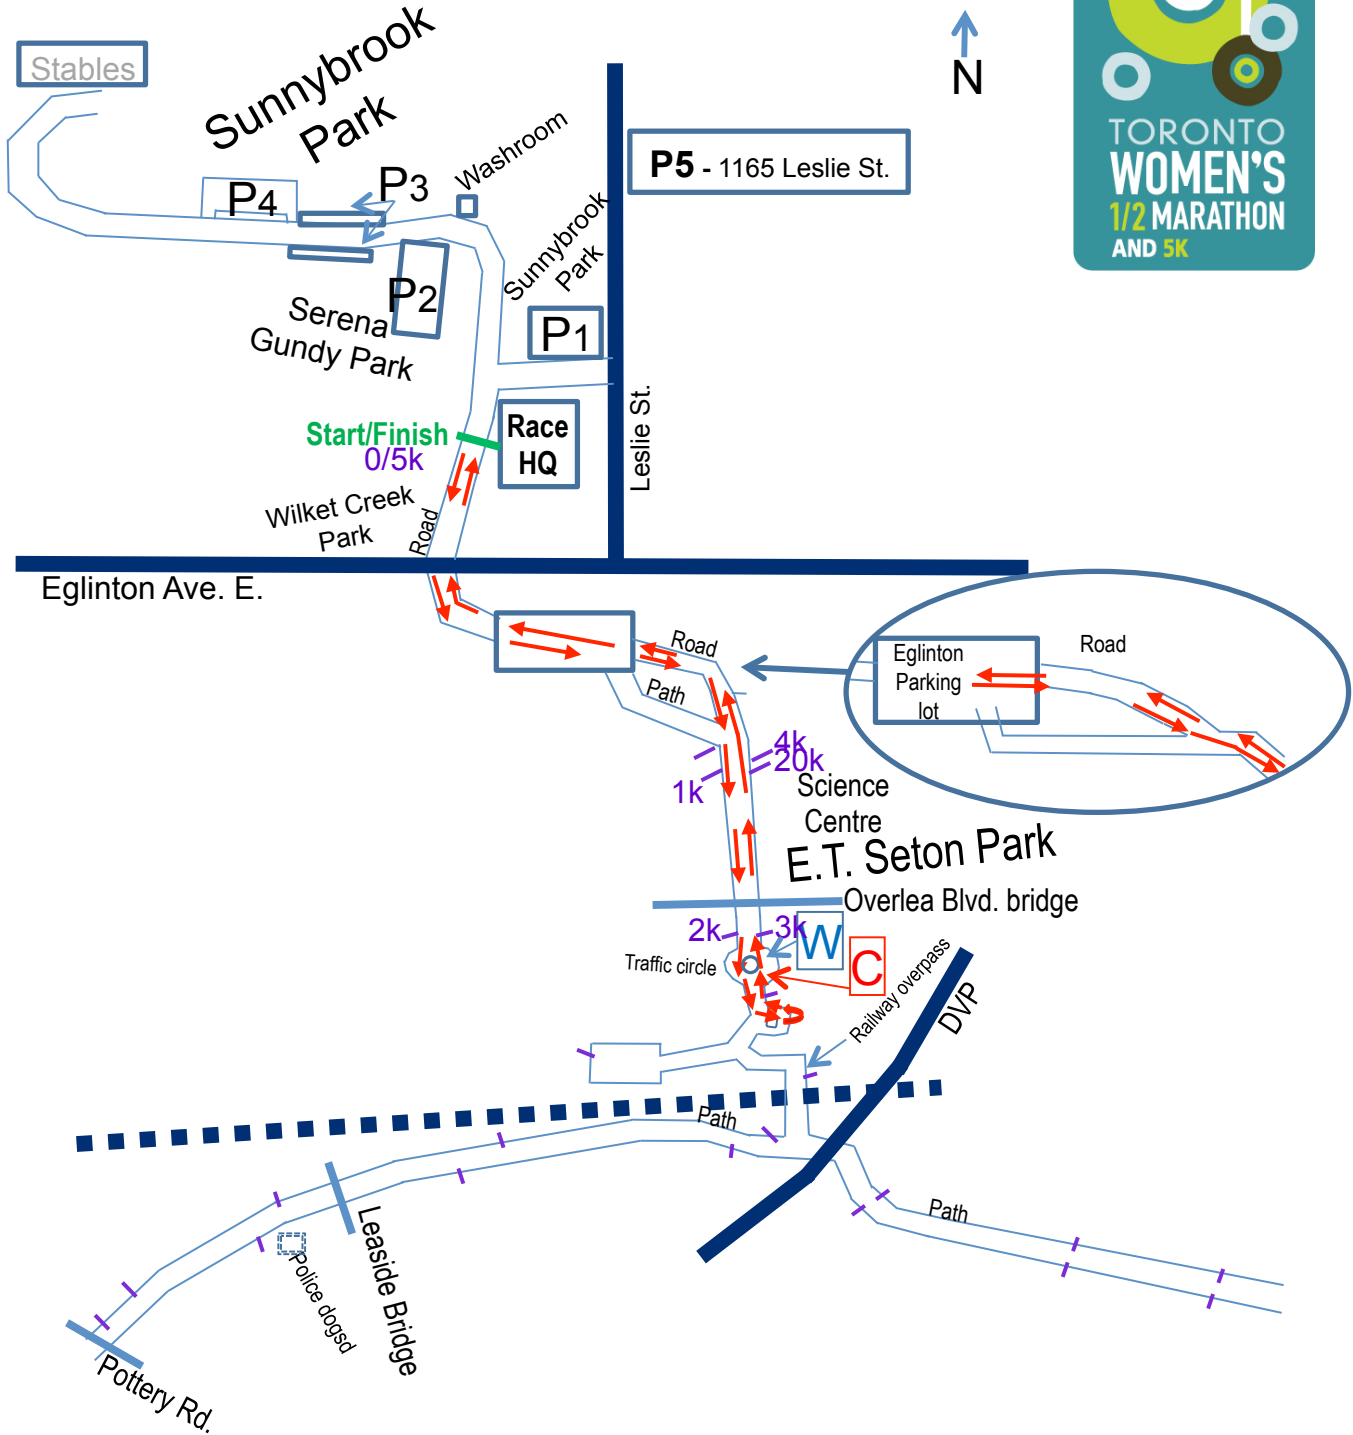 Stables
Sunnybrook
Park
N
TORONTO
WOMEN'S
1/2 MARATHON
AND 5K
P5 - 1165 Leslie St.
Washroom
P3
P4
Sunnybrook
Park
P2
P1
Serena
Gundy Park
Leslie St.
Start/Finish
0/5k
Race
HQ
Wilket Creek
Park
Road
Eglinton Ave. E.
Road
Path
Eglinton
Parking
lot
Road
4k
20k
1k
Science
Centre
E.T. Seton Park
Overlea Blvd. bridge
2k
3k
W
C
Traffic circle
Railway overpass
DVP
Path
Path
Leaside Bridge
Police dogsd
Pottery Rd.